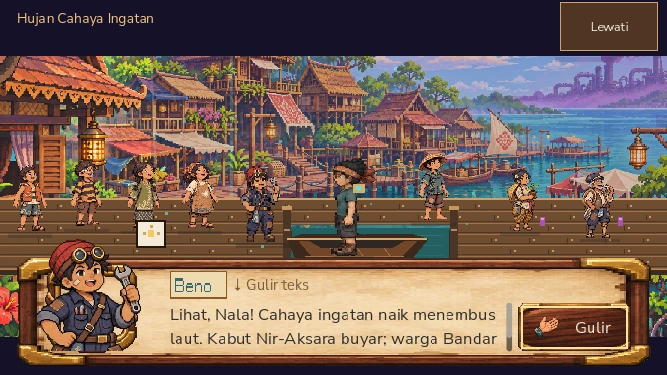 Hujan Cahaya Ingatan
Lewati
Beno
↓ Gulir teks
Lihat, Nala! Cahaya ingatan naik menembus
laut. Kabut Nir-Aksara buyar; warga Bandar
Gulir